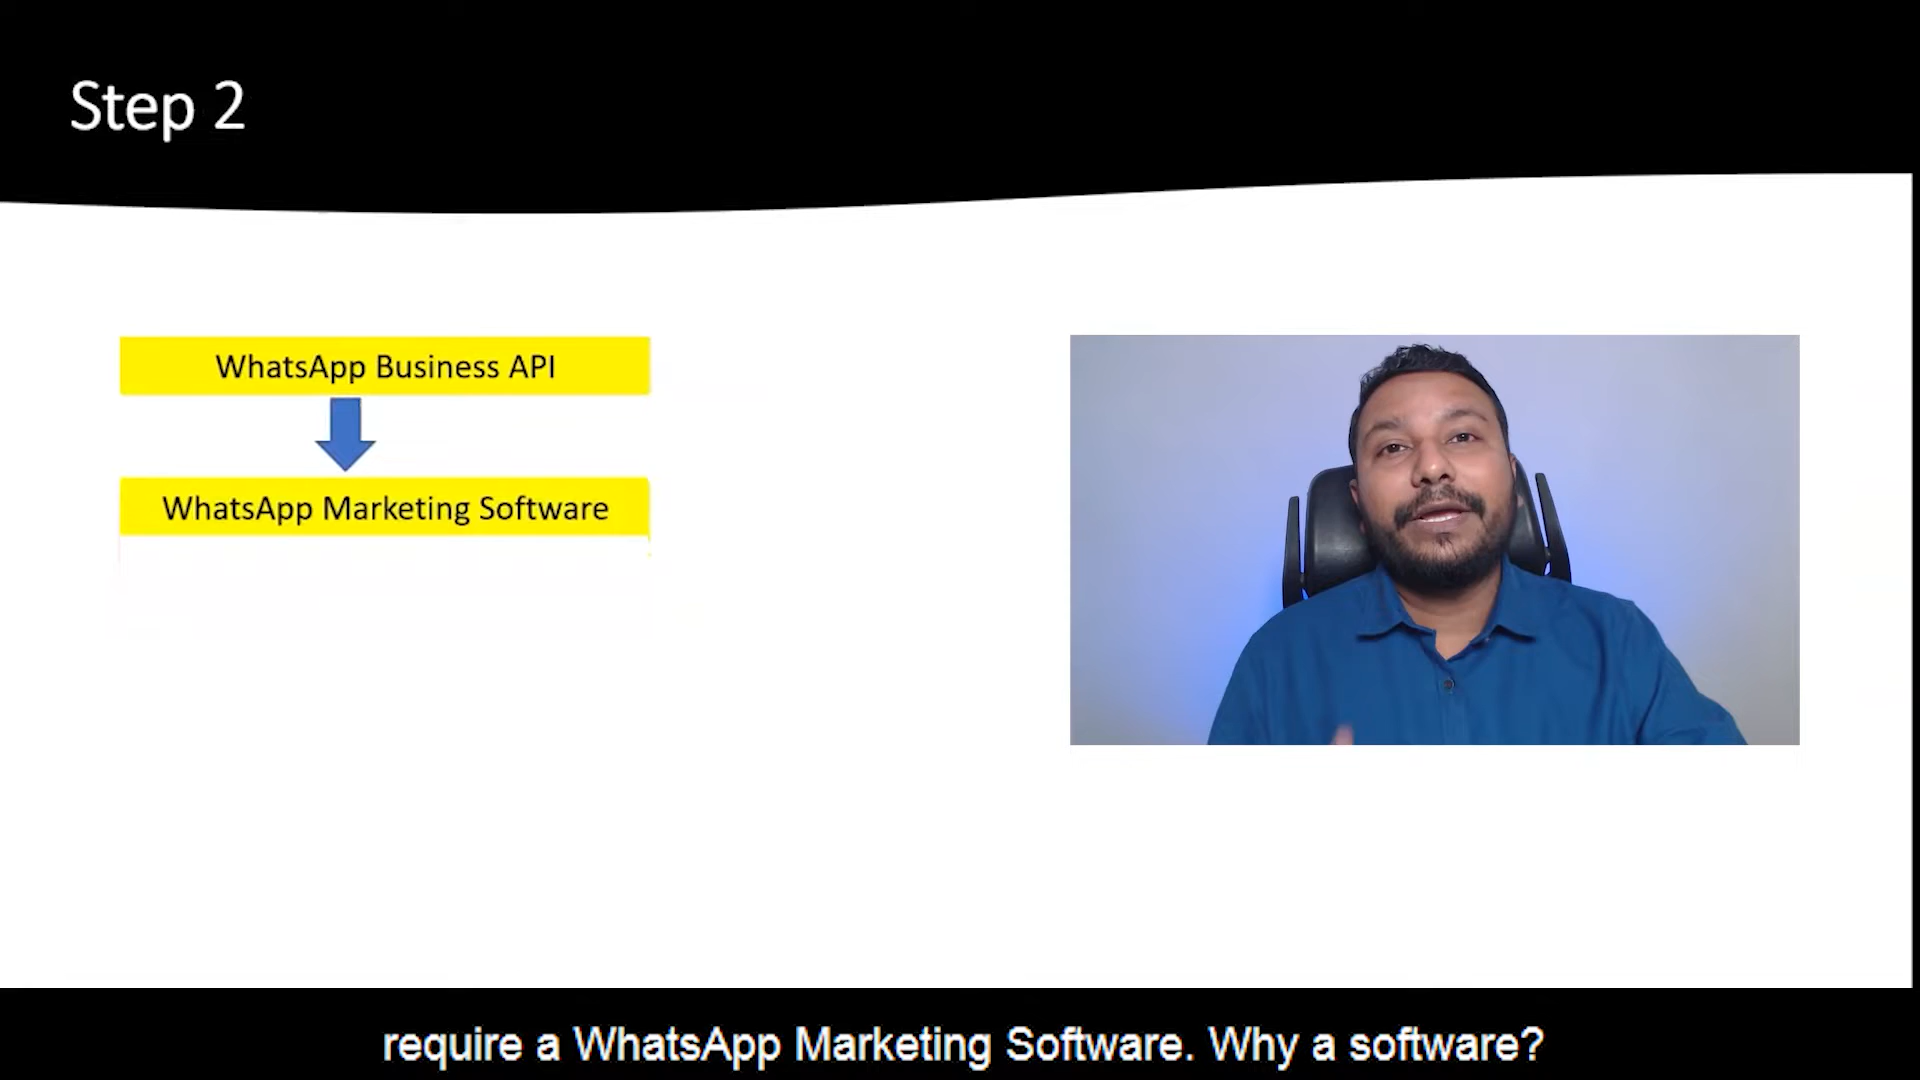 Step 2
WhatsApp Business API
WhatsApp Marketing Software
require a WhatsApp Marketing Software. Why a software?